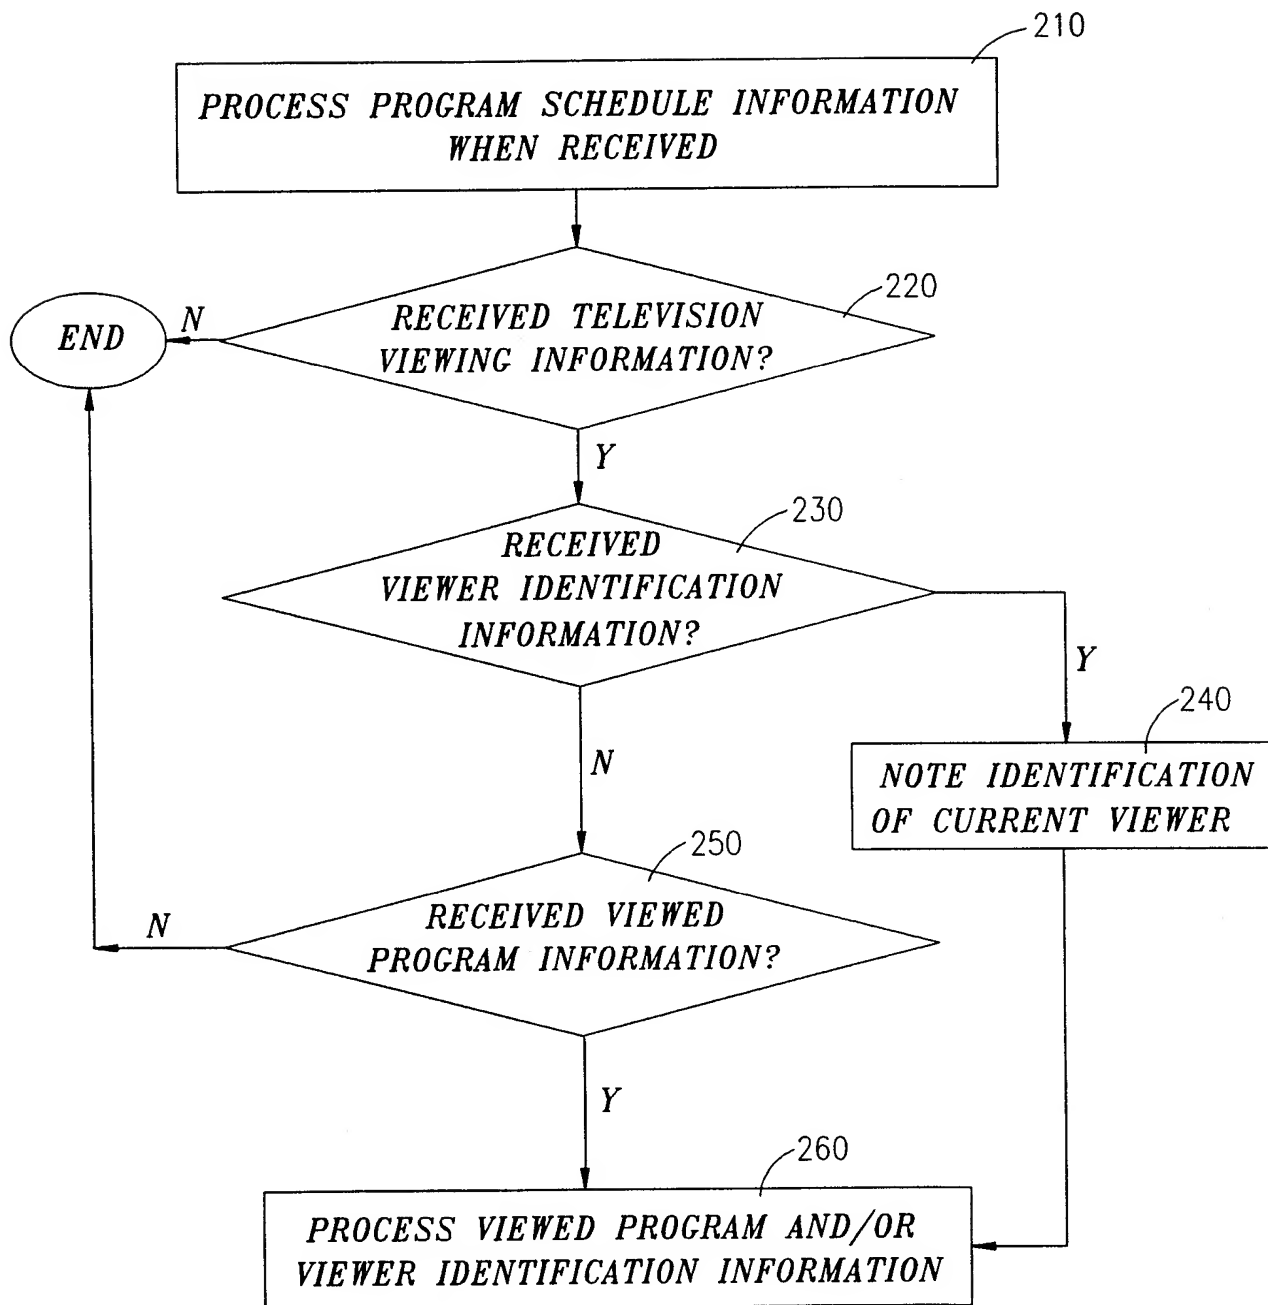 210
PROCESS PROGRAM SCHEDULE INFORMATION
WHEN RECEIVED
220
RECEIVED TELEVISION
VIEWING INFORMATION?
N
END
Y
230
RECEIVED
VIEWER IDENTIFICATION
INFORMATION?
Y
240
NOTE IDENTIFICATION
OF CURRENT VIEWER
N
250
RECEIVED VIEWED
PROGRAM INFORMATION?
N
Y
260
PROCESS VIEWED PROGRAM AND/OR
VIEWER IDENTIFICATION INFORMATION